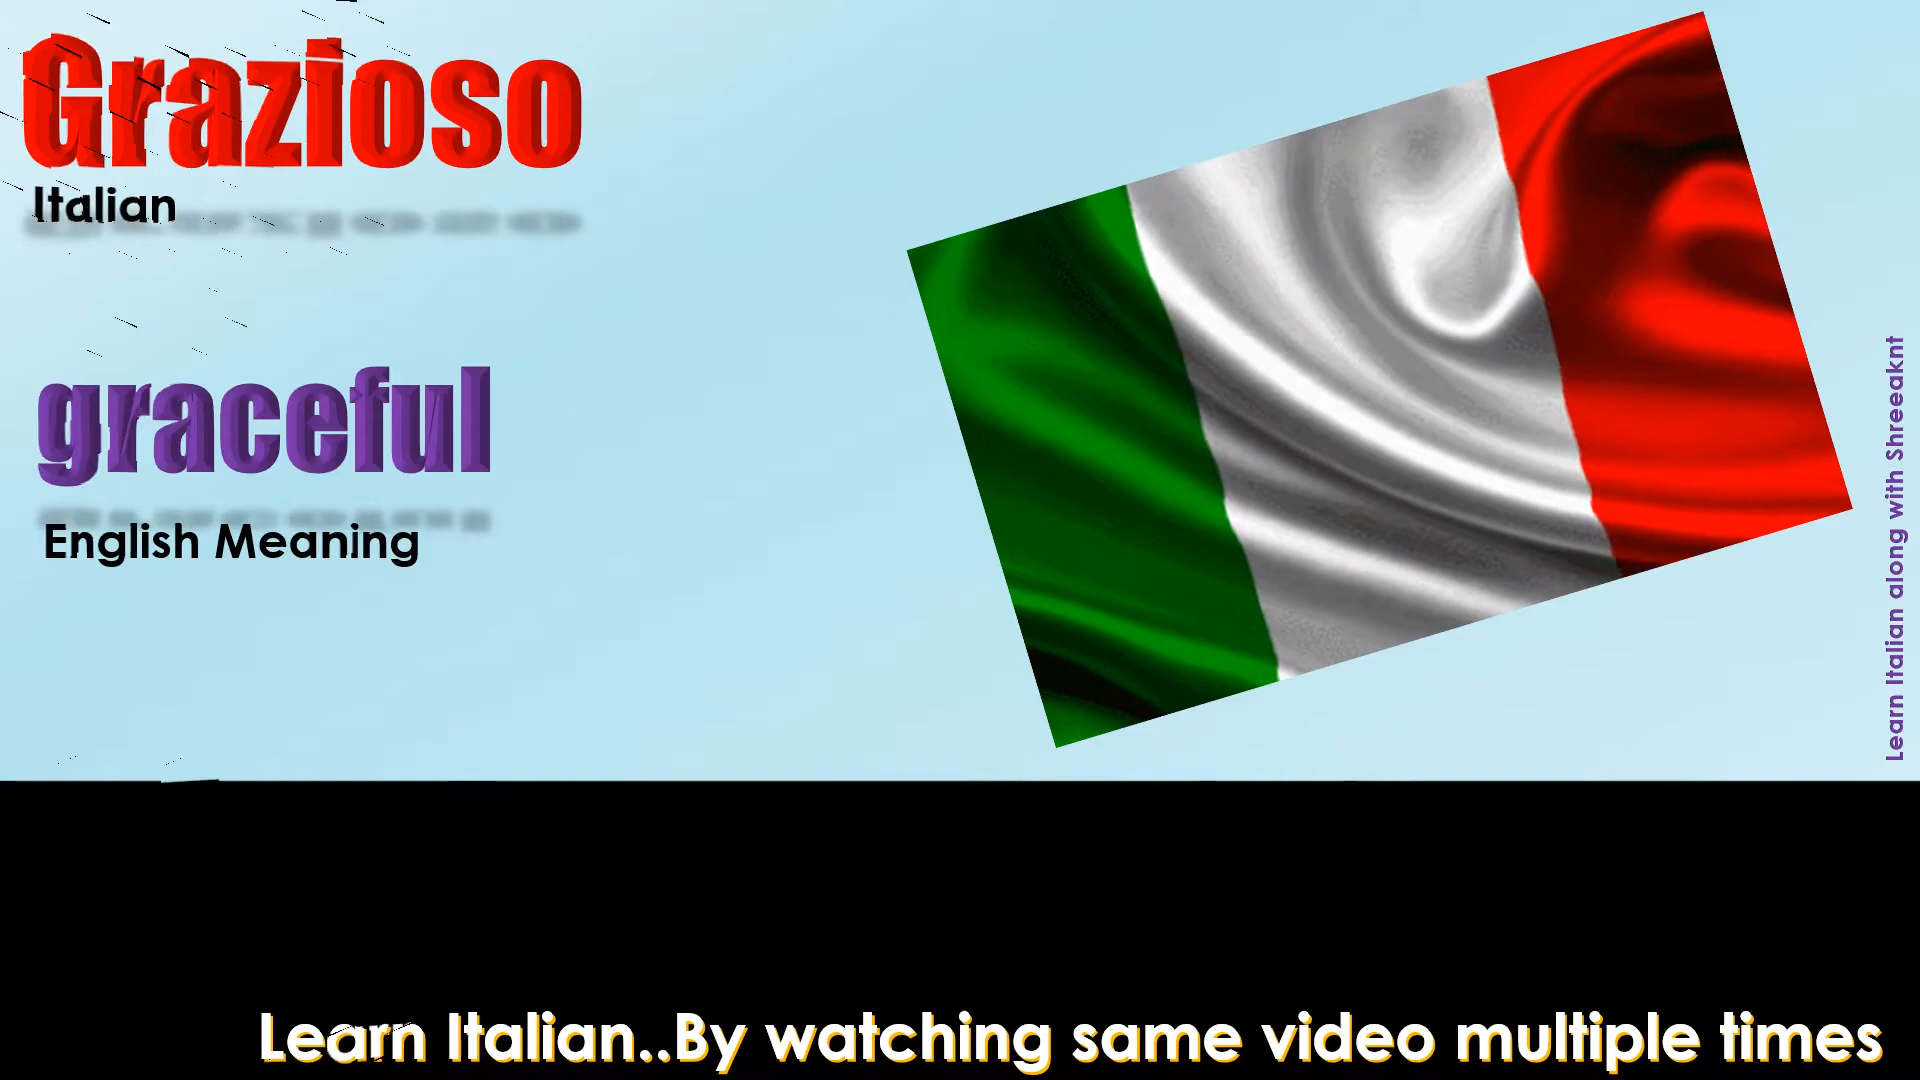 Grazioso
Italian
graceful
English Meaning
Learn Italian along with Shreeaknt
Learn Italian..By watching same video multiple times